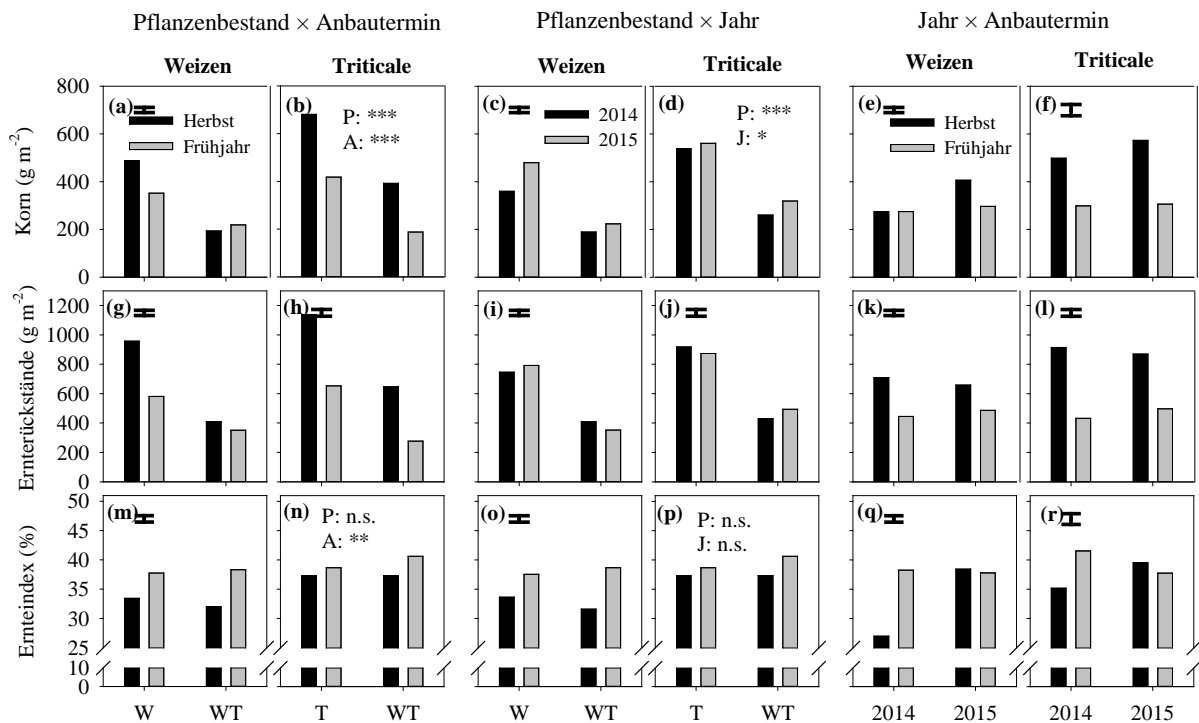 Pflanzenbestand × Anbautermin
Pflanzenbestand × Jahr
Jahr × Anbautermin
Weizen
Triticale
Weizen
Triticale
Weizen
Triticale
Korn (g m-2)
800
600
400
200
0
(a)
Herbst
Frühjahr
(b)
P: ***
A: ***
(c)
2014
2015
(d)
P: ***
J: *
(e)
Herbst
Frühjahr
(f)
Ernterückstände (g m-2)
1200
1000
800
600
400
200
0
(g)
(h)
(i)
(j)
(k)
(l)
Ernteindex (%)
50
45
40
35
30
25
10
0
(m)
(n)
P: n.s.
A: **
(o)
(p)
P: n.s.
J: n.s.
(q)
(r)
W
WT
T
WT
W
WT
T
WT
2014
2015
2014
2015